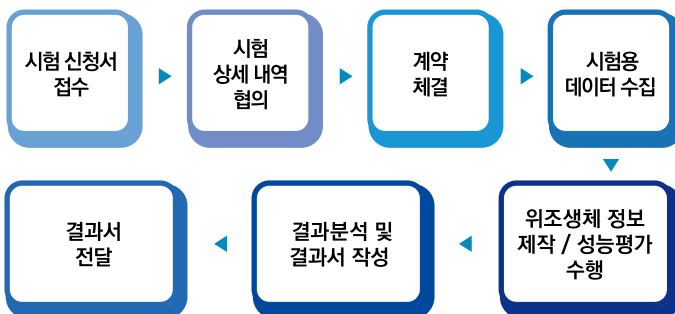 시험 신청서
접수
시험
상세 내역
협의
계약
체결
시험용
데이터 수집
위조생체 정보
제작 / 성능평가
수행
결과분석 및
결과서 작성
결과서
전달